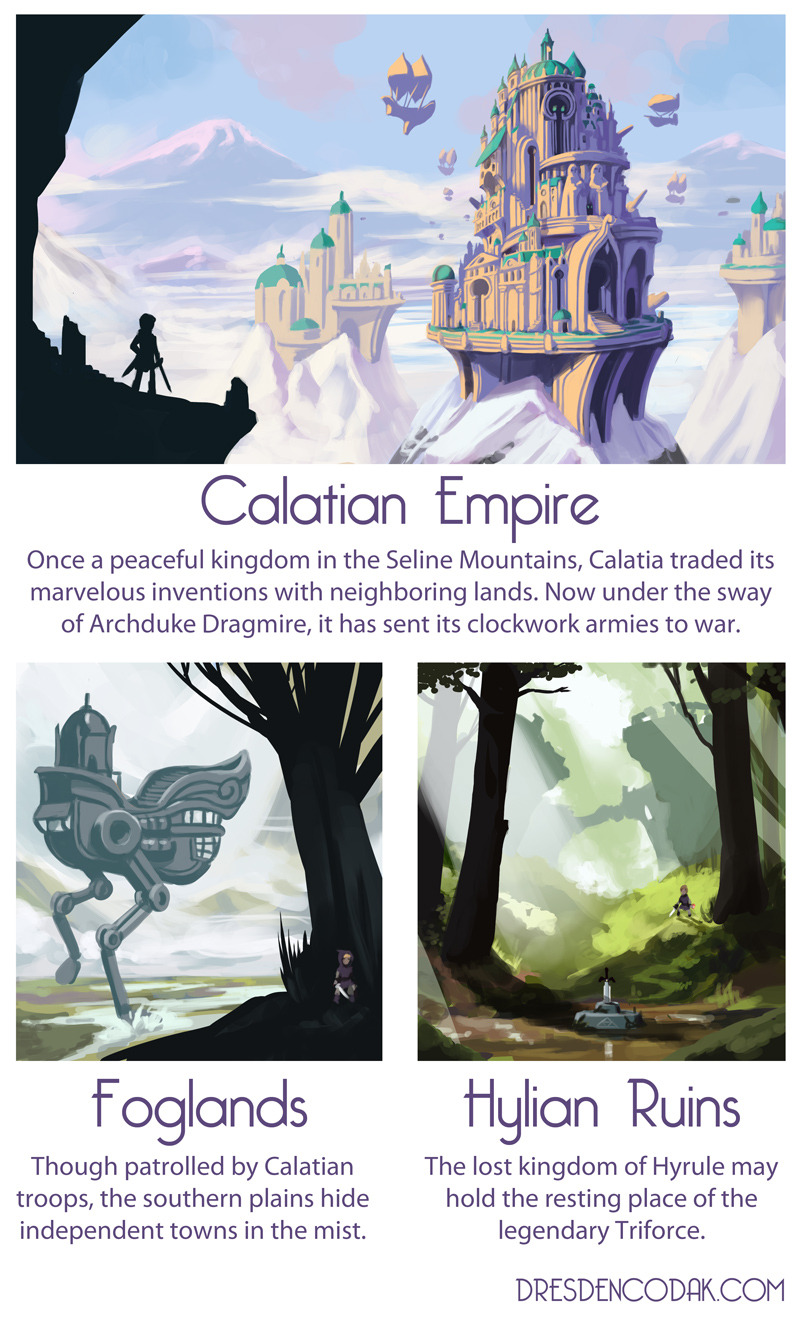 Calatian Empire
Once a peaceful kingdom in the Seline Mountains, Calatia traded its
marvelous inventions with neighboring lands. Now under the sway
of Archduke Dragmire, it has sent its clockwork armies to war.
Foglands
Though patrolled by Calatian
troops, the southern plains hide
independent towns in the mist.
Hylian Ruins
The lost kingdom of Hyrule may
hold the resting place of the
legendary Triforce.
DRESDENCODAK.COM